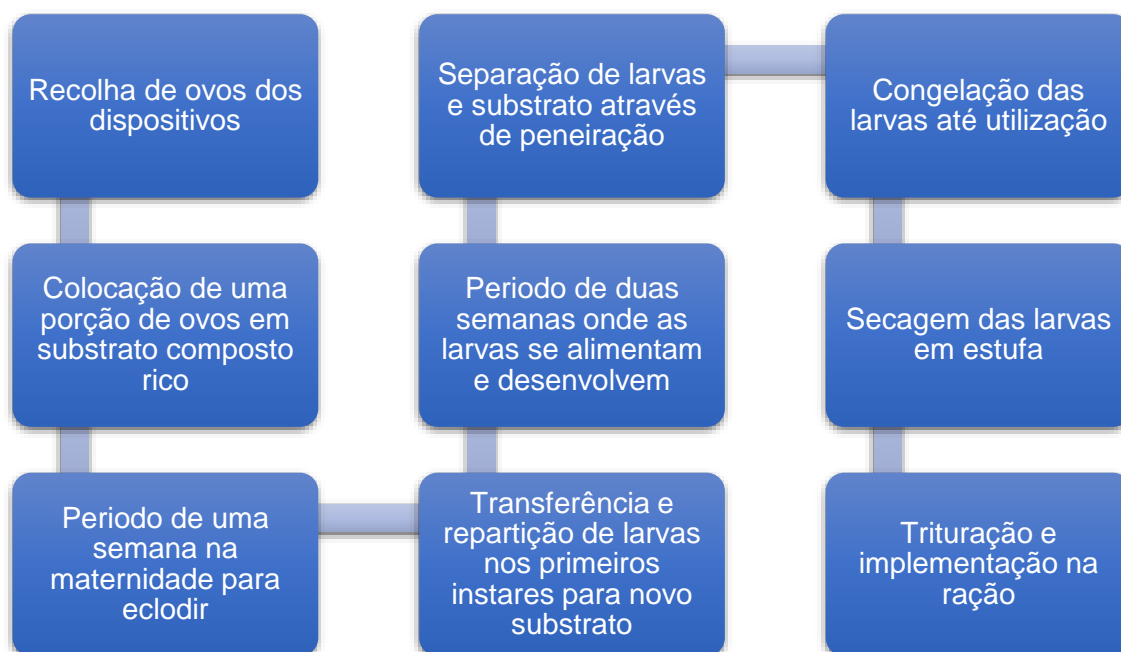 Recolha de ovos dos
dispositivos
Colocação de uma
porção de ovos em
substrato composto
rico
Periodo de uma
semana na
maternidade para
eclodir
Transferência e
repartição de larvas
nos primeiros
instares para novo
substrato
Periodo de duas
semanas onde as
larvas se alimentam
e desenvolvem
Separação de larvas
e substrato através
de peneiração
Congelação das
larvas até utilização
Secagem das larvas
em estufa
Trituração e
implementação na
ração